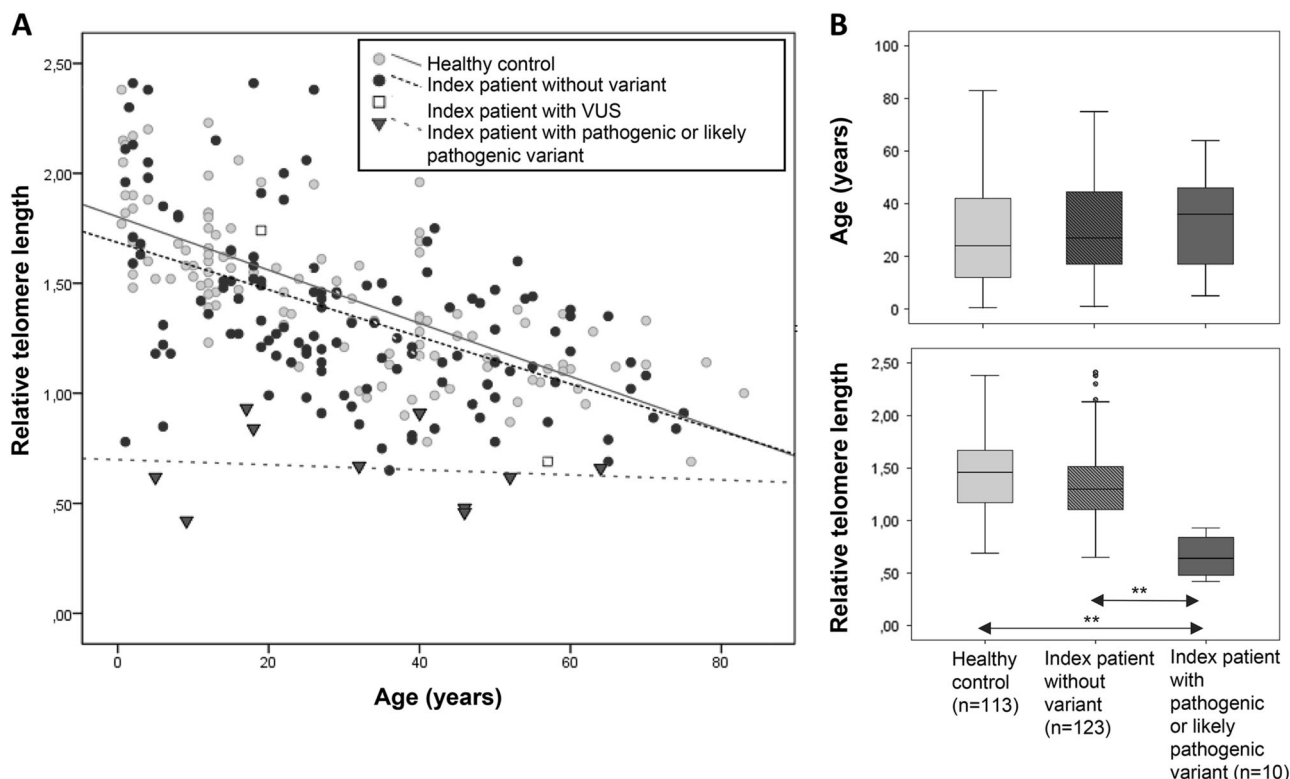 A
2,50
2,00
1,50
1,00
,50
,00
0
20
40
60
80
Relative telomere length
Age (years)
Healthy control
Index patient without variant
Index patient with VUS
Index patient with pathogenic or likely
pathogenic variant
B
100
80
60
40
20
0
Age (years)
2,50
2,00
1,50
1,00
,50
,00
Relative telomere length
**
**
Healthy
control
(n=113)
Index patient
without
variant
(n=123)
Index patient
with
pathogenic
or likely
pathogenic
variant (n=10)